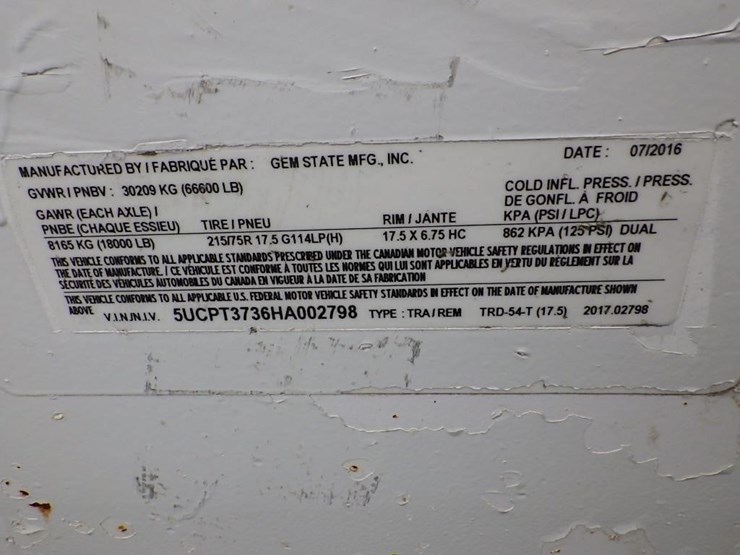 MANUFACTURED BY / FABRIQUÉ PAR : GEM STATE MFG., INC. DATE : 07/2016
GVWR / PNBV : 30209 KG (66600 LB) COLD INFL. PRESS. / PRESS.
DE GONFL. À FROID
GAWR (EACH AXLE) /
PNBE (CHAQUE ESSIEU) TIRE / PNEU RIM / JANTE KPA (PSI / LPC)
8165 KG (18000 LB) 215/75R 17.5 G114LP(H) 17.5 X 6.75 HC 862 KPA (125 PSI) DUAL
THIS VEHICLE CONFORMS TO ALL APPLICABLE STANDARDS PRESCRIBED UNDER THE CANADIAN MOTOR VEHICLE SAFETY REGULATIONS IN EFFECT ON
THE DATE OF MANUFACTURE. / CE VÉHICULE EST CONFORME À TOUTES LES NORMES QUI LUI SONT APPLICABLES EN VERTU DU RÈGLEMENT SUR LA
SÉCURITÉ DES VÉHICULES AUTOMOBILES DU CANADA EN VIGUEUR À LA DATE DE SA FABRICATION
THIS VEHICLE CONFORMS TO ALL APPLICABLE U.S. FEDERAL MOTOR VEHICLE SAFETY STANDARDS IN EFFECT ON THE DATE OF MANUFACTURE SHOWN
ABOVE
V.I.N./N.I.V. 5UCPT3736HA002798 TYPE : TRA / REM TRD-54-T (17.5) 2017.02798